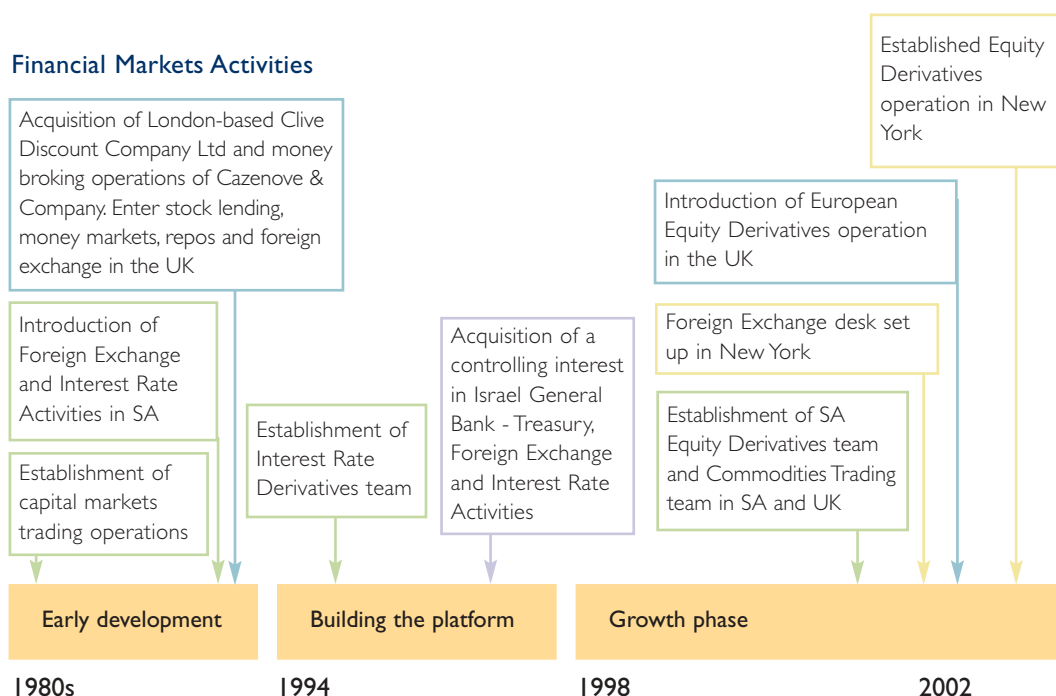 Financial Markets Activities
Acquisition of London-based Clive
Discount Company Ltd and money
broking operations of Cazenove &
Company. Enter stock lending,
money markets, repos and foreign
exchange in the UK
Introduction of
Foreign Exchange
and Interest Rate
Activities in SA
Establishment of
capital markets
trading operations
Establishment of
Interest Rate
Derivatives team
Acquisition of a
controlling interest
in Israel General
Bank - Treasury,
Foreign Exchange
and Interest Rate
Activities
Established Equity
Derivatives
operation in New
York
Introduction of European
Equity Derivatives operation
in the UK
Foreign Exchange desk set
up in New York
Establishment of SA
Equity Derivatives team
and Commodities Trading
team in SA and UK
Early development
Building the platform
Growth phase
1980s
1994
1998
2002